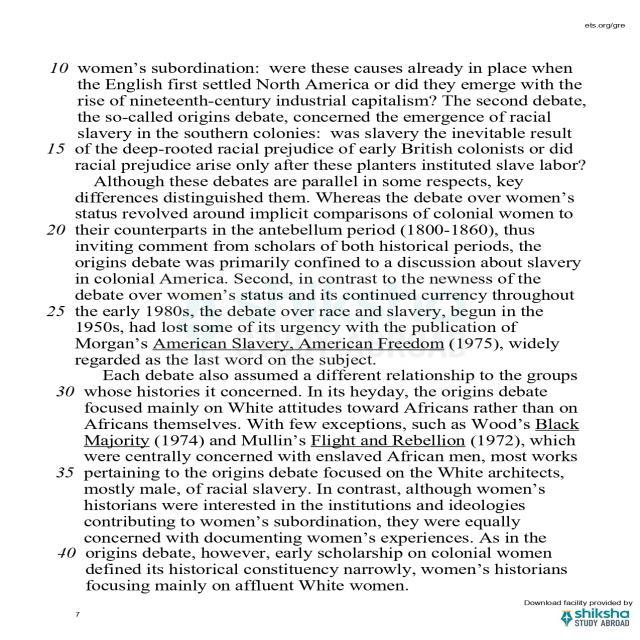 ets.org/gre
10 women’s subordination: were these causes already in place when
the English first settled North America or did they emerge with the
rise of nineteenth-century industrial capitalism? The second debate,
the so-called origins debate, concerned the emergence of racial
slavery in the southern colonies: was slavery the inevitable result
15 of the deep-rooted racial prejudice of early British colonists or did
racial prejudice arise only after these planters instituted slave labor?
Although these debates are parallel in some respects, key
differences distinguished them. Whereas the debate over women’s
status revolved around implicit comparisons of colonial women to
20 their counterparts in the antebellum period (1800-1860), thus
inviting comment from scholars of both historical periods, the
origins debate was primarily confined to a discussion about slavery
in colonial America. Second, in contrast to the newness of the
debate over women’s status and its continued currency throughout
25 the early 1980s, the debate over race and slavery, begun in the
1950s, had lost some of its urgency with the publication of
Morgan’s American Slavery, American Freedom (1975), widely
regarded as the last word on the subject.
Each debate also assumed a different relationship to the groups
30 whose histories it concerned. In its heyday, the origins debate
focused mainly on White attitudes toward Africans rather than on
Africans themselves. With few exceptions, such as Wood’s Black
Majority (1974) and Mullin’s Flight and Rebellion (1972), which
were centrally concerned with enslaved African men, most works
35 pertaining to the origins debate focused on the White architects,
mostly male, of racial slavery. In contrast, although women’s
historians were interested in the institutions and ideologies
contributing to women’s subordination, they were equally
concerned with documenting women’s experiences. As in the
40 origins debate, however, early scholarship on colonial women
defined its historical constituency narrowly, women’s historians
focusing mainly on affluent White women.
7
Download facility provided by
shiksha
STUDY ABROAD